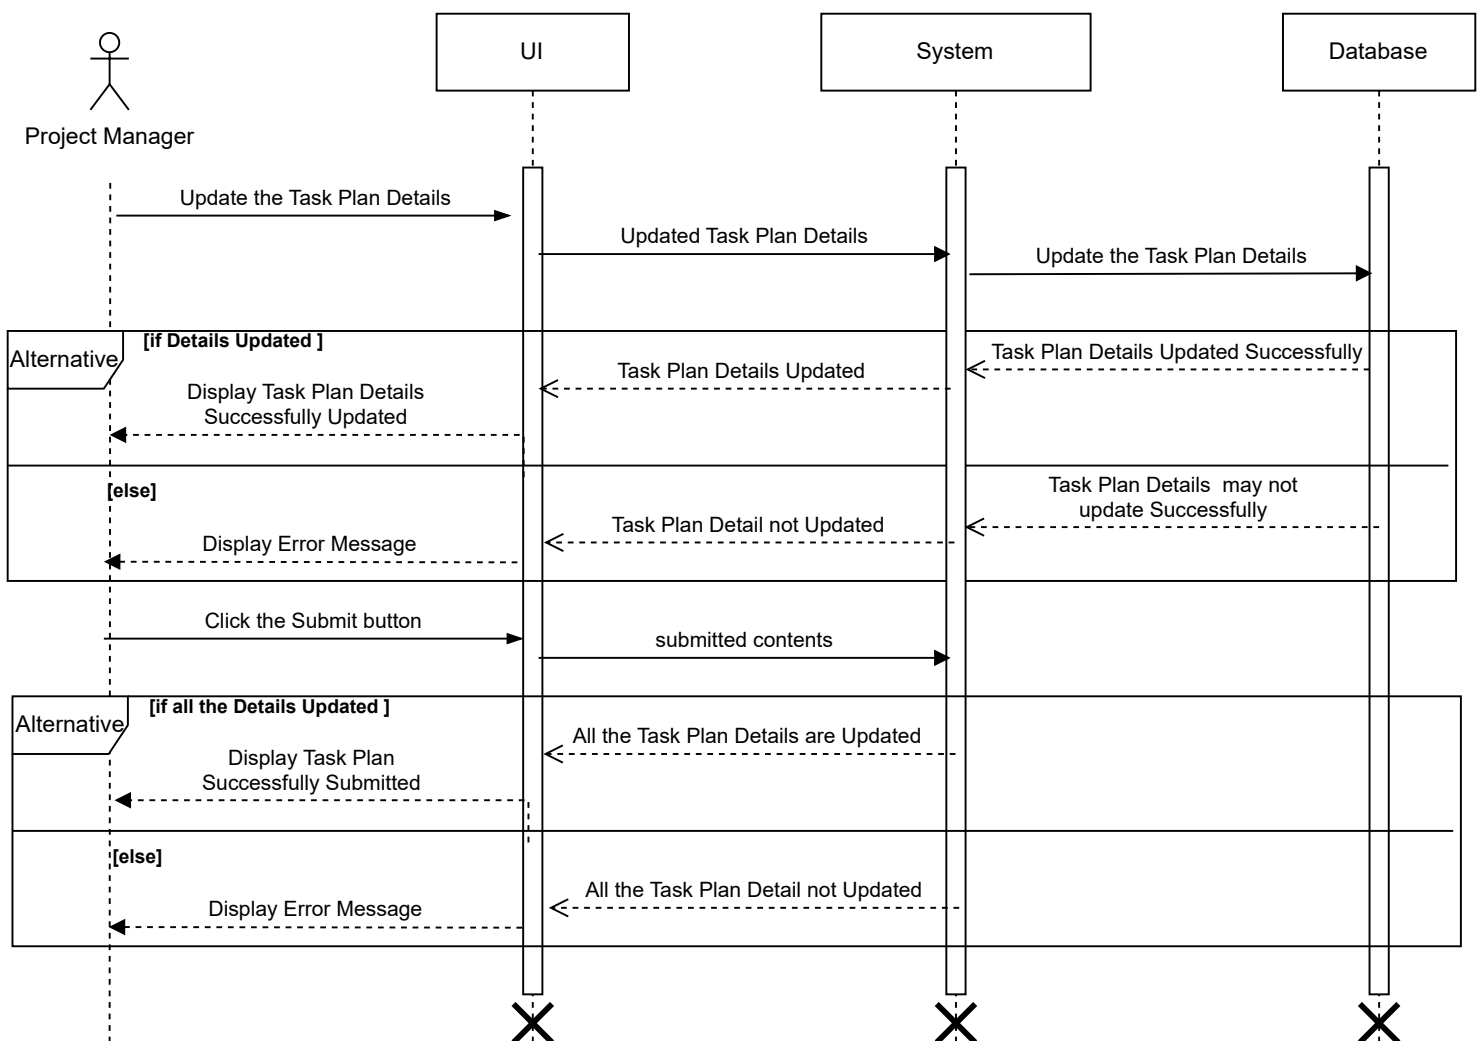 UI
System
Database
Project Manager
Update the Task Plan Details
Updated Task Plan Details
Update the Task Plan Details
Alternative
[if Details Updated ]
Task Plan Details Updated Successfully
Task Plan Details Updated
Display Task Plan Details
Successfully Updated
[else]
Task Plan Details  may not
update Successfully
Task Plan Detail not Updated
Display Error Message
Click the Submit button
submitted contents
Alternative
[if all the Details Updated ]
All the Task Plan Details are Updated
Display Task Plan
Successfully Submitted
[else]
All the Task Plan Detail not Updated
Display Error Message